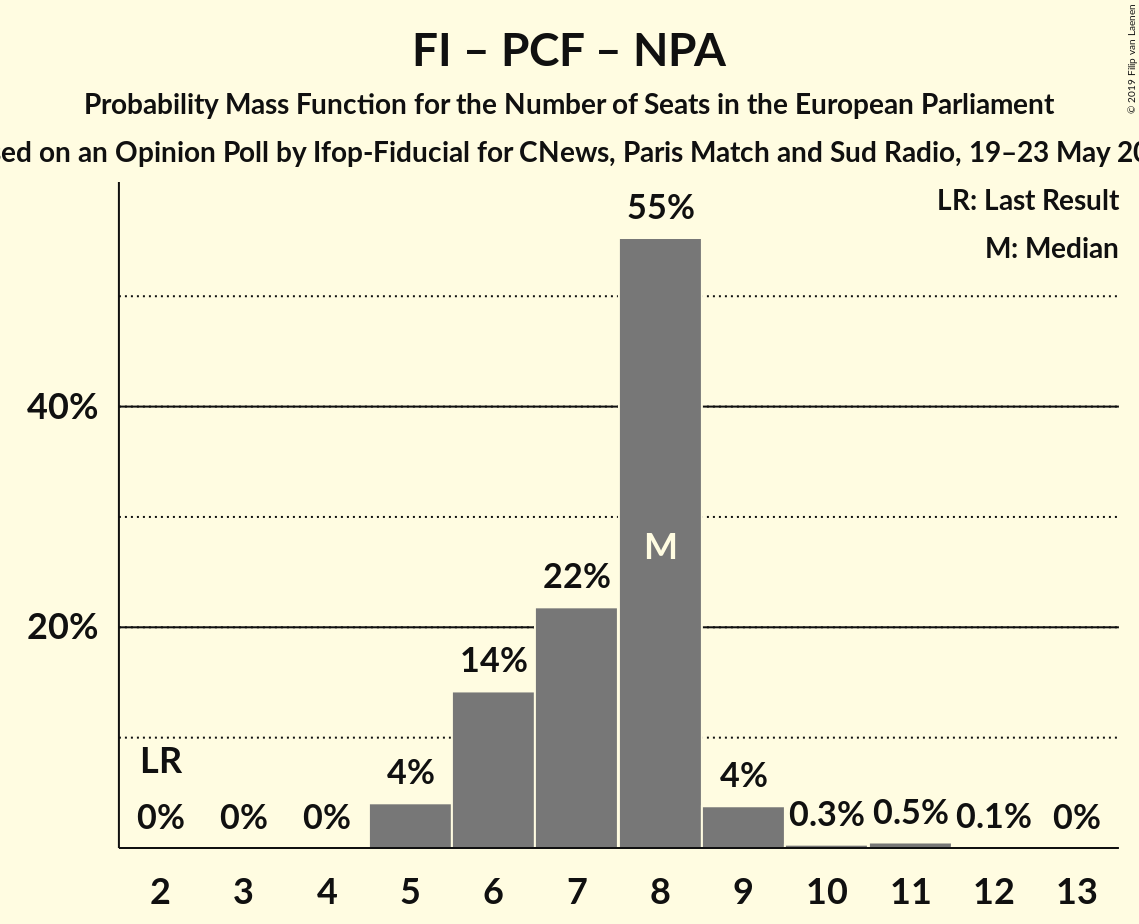 FI – PCF – NPA
Probability Mass Function for the Number of Seats in the European Parliament
on an Opinion Poll by Ifop-Fiducial for CNews, Paris Match and Sud Radio, 19–23 May
© 2019 Filip van Laenen
LR: Last Result
M: Median
55%
40%
M
22%
20%
14%
LR
4%
4%
0% 0% 0% 0.3% 0.5% 0.1% 0%
2 3 4 5 6 7 8 9 10 11 12 13